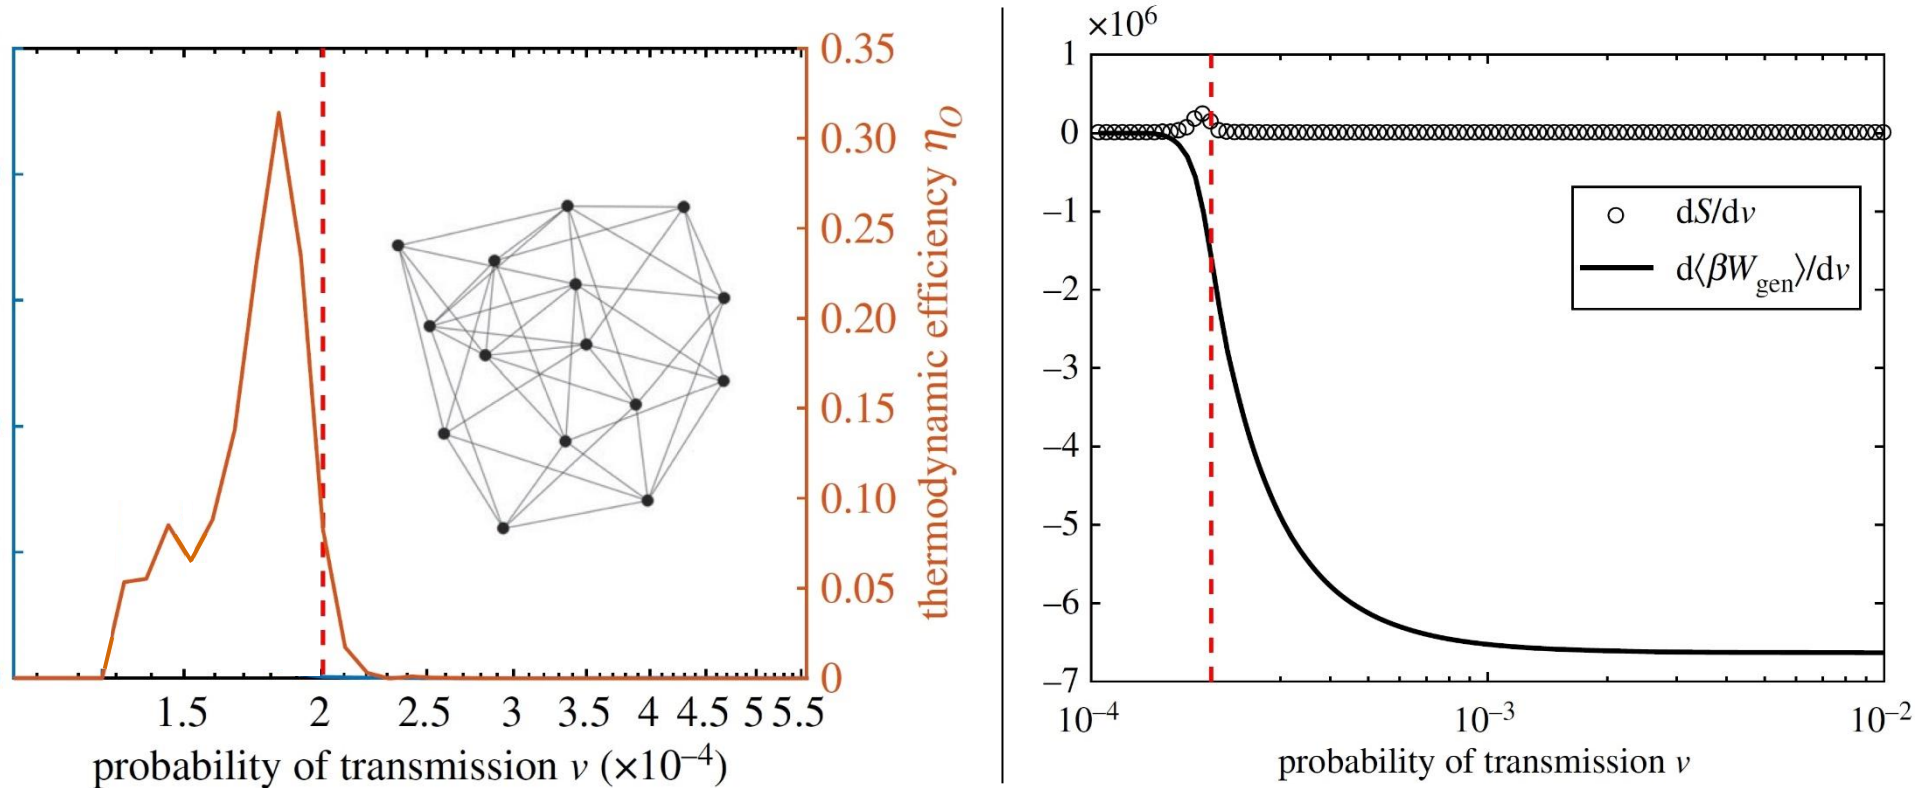 0.35
0.30
0.25
0.20
0.15
0.10
0.05
0
thermodynamic efficiency ηO
1.5 2 2.5 3 3.5 4 4.5 5 5.5
probability of transmission v (×10–4)
×10⁶
1
0
–1
–2
–3
–4
–5
–6
–7
dS/dv
d⟨βWgen⟩/dv
10–4 10–3 10–2
probability of transmission v